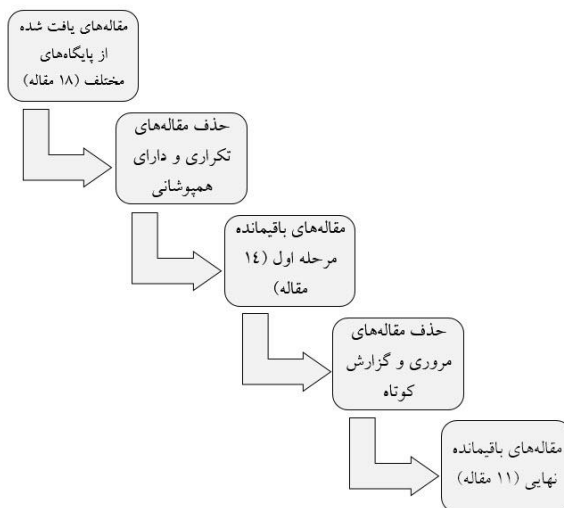 مقاله‌های یافت شده
از پایگاه‌های
مختلف (۱۸ مقاله)
حذف مقاله‌های
تکراری و دارای
همپوشانی
مقاله‌های باقیمانده
مرحله اول (۱٤
مقاله)
حذف مقاله‌های
مروری و گزارش
کوتاه
مقاله‌های باقیمانده
نهایی (۱۱ مقاله)